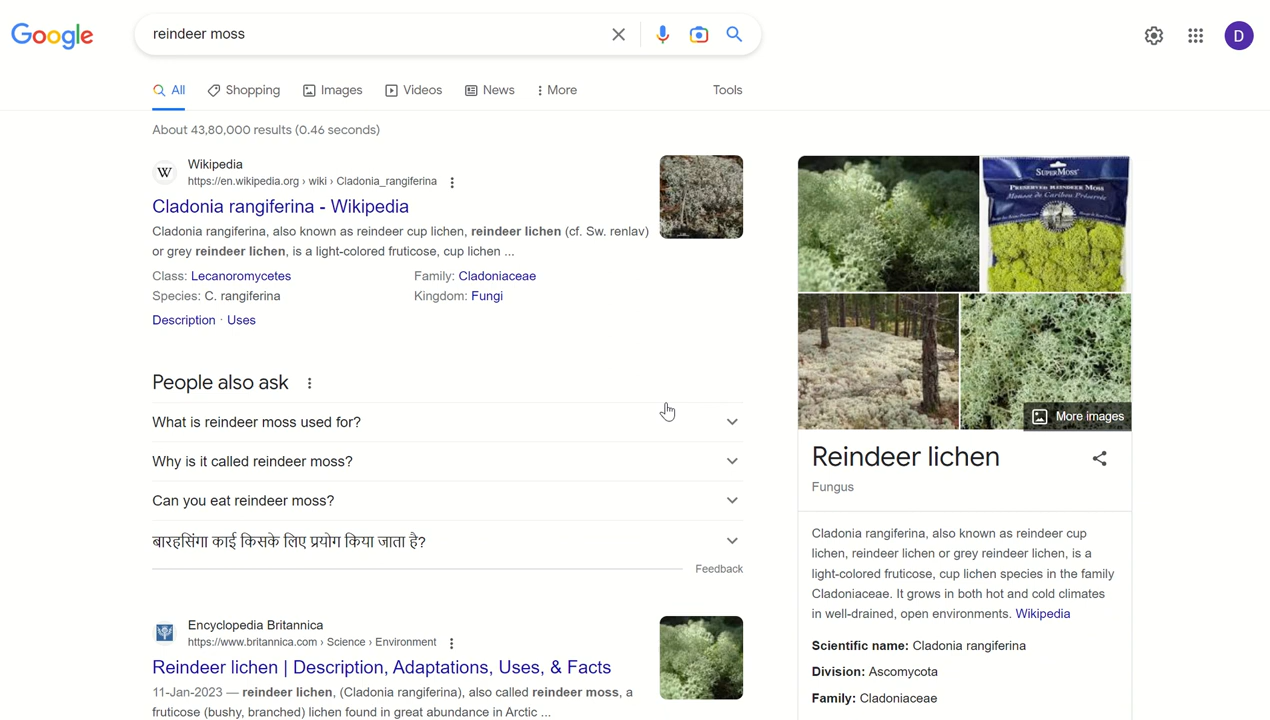 Google
reindeer moss
D
All
Shopping
Images
Videos
News
More
Tools
About 43,80,000 results (0.46 seconds)
W
Wikipedia
https://en.wikipedia.org › wiki › Cladonia_rangiferina
Cladonia rangiferina - Wikipedia
Cladonia rangiferina, also known as reindeer cup lichen, reindeer lichen (cf. Sw. renlav)
or grey reindeer lichen, is a light-colored fruticose, cup lichen ...
Class: Lecanoromycetes
Family: Cladoniaceae
Species: C. rangiferina
Kingdom: Fungi
Description · Uses
People also ask
What is reindeer moss used for?
Why is it called reindeer moss?
Can you eat reindeer moss?
बारहसिंगा काई किसके लिए प्रयोग किया जाता है?
Feedback
Encyclopedia Britannica
https://www.britannica.com › Science › Environment
Reindeer lichen | Description, Adaptations, Uses, & Facts
11-Jan-2023 — reindeer lichen, (Cladonia rangiferina), also called reindeer moss, a
fruticose (bushy, branched) lichen found in great abundance in Arctic ...
SUPERMOSS
PRESERVED REINDEER MOSS
More images
Reindeer lichen
Fungus
Cladonia rangiferina, also known as reindeer cup
lichen, reindeer lichen or grey reindeer lichen, is a
light-colored fruticose, cup lichen species in the family
Cladoniaceae. It grows in both hot and cold climates
in well-drained, open environments. Wikipedia
Scientific name: Cladonia rangiferina
Division: Ascomycota
Family: Cladoniaceae